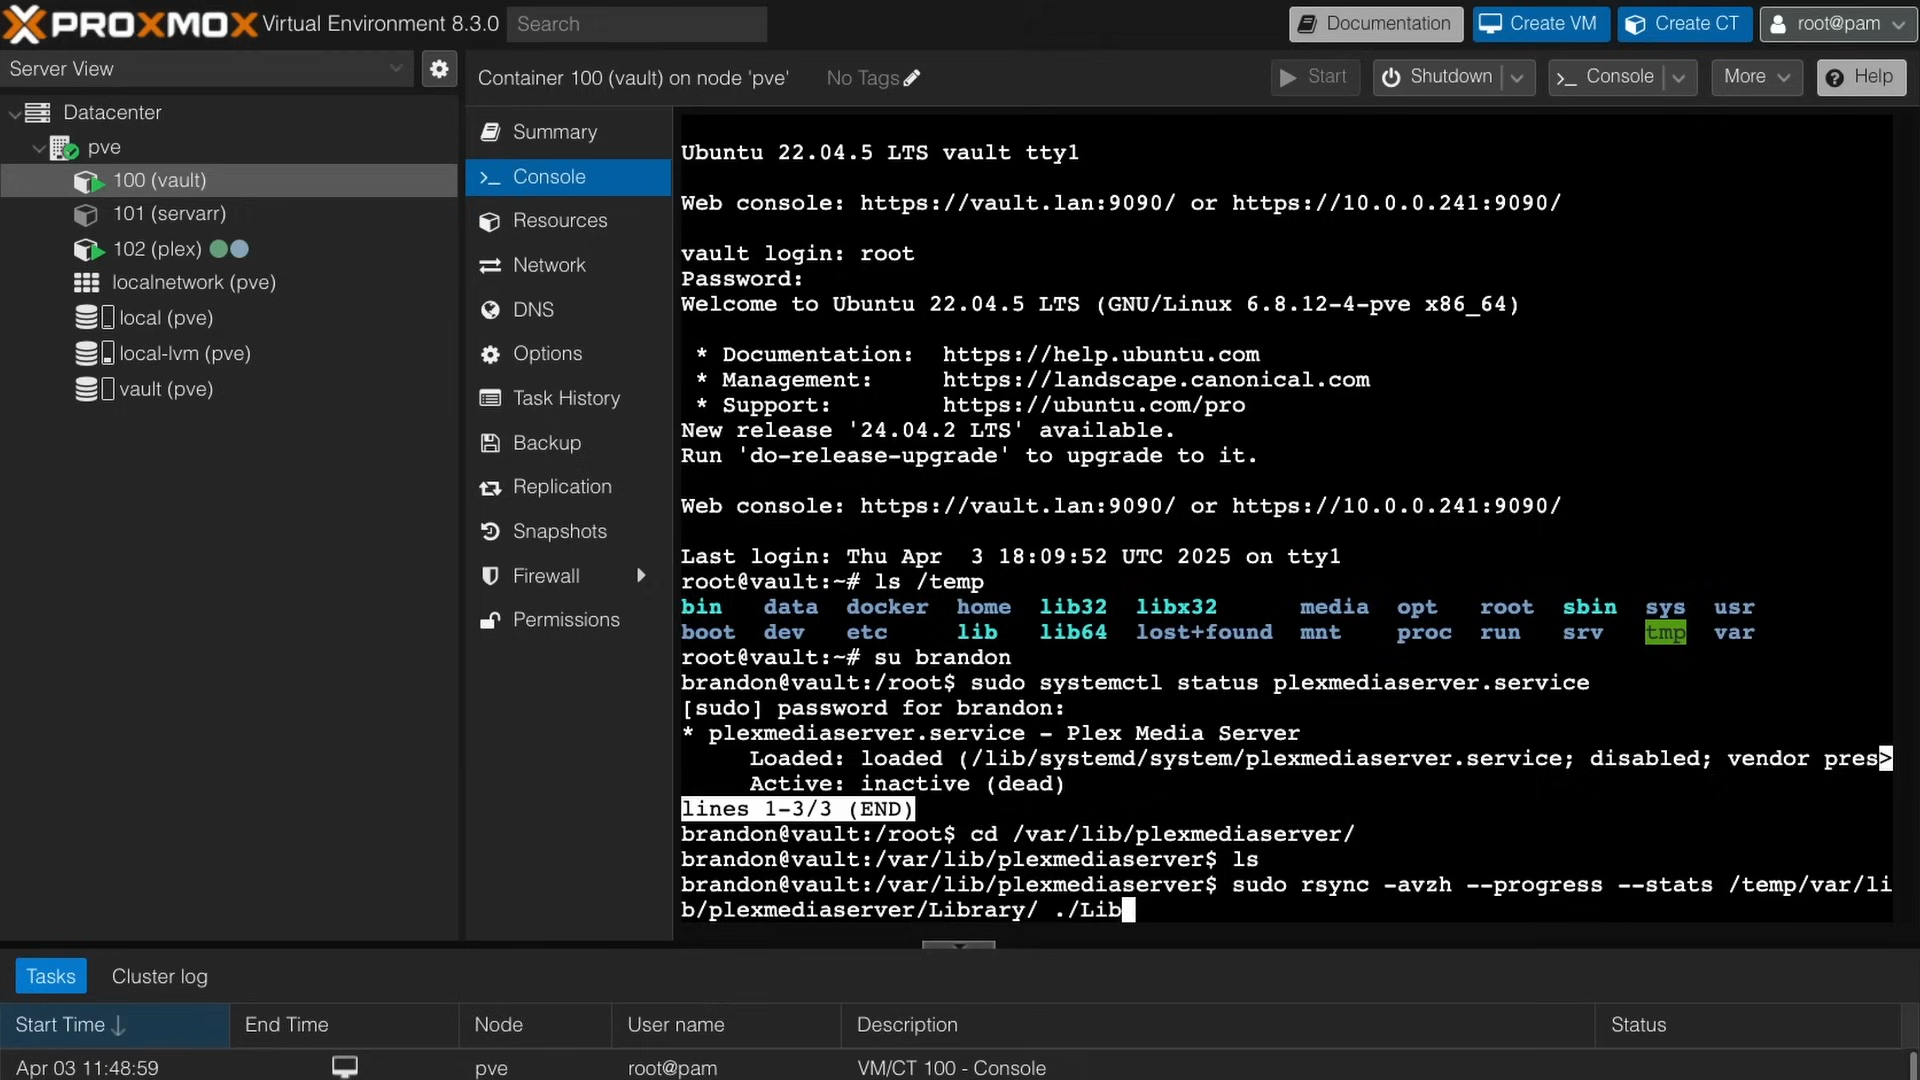 PROXMOX Virtual Environment 8.3.0 Search Documentation Create VM Create CT root@pam
Server View
Datacenter
pve
100 (vault)
101 (servarr)
102 (plex)
localnetwork (pve)
local (pve)
local-lvm (pve)
vault (pve)
Container 100 (vault) on node 'pve' No Tags Start Shutdown Console More Help
Summary
Console
Resources
Network
DNS
Options
Task History
Backup
Replication
Snapshots
Firewall
Permissions
Ubuntu 22.04.5 LTS vault tty1
Web console: https://vault.lan:9090/ or https://10.0.0.241:9090/
vault login: root
Password:
Welcome to Ubuntu 22.04.5 LTS (GNU/Linux 6.8.12-4-pve x86_64)
* Documentation: https://help.ubuntu.com
* Management: https://landscape.canonical.com
* Support: https://ubuntu.com/pro
New release '24.04.2 LTS' available.
Run 'do-release-upgrade' to upgrade to it.
Web console: https://vault.lan:9090/ or https://10.0.0.241:9090/
Last login: Thu Apr  3 18:09:52 UTC 2025 on tty1
root@vault:~# ls /temp
bin data docker home lib32 libx32 media opt root sbin sys usr
boot dev etc lib lib64 lost+found mnt proc run srv tmp var
root@vault:~# su brandon
brandon@vault:/root$ sudo systemctl status plexmediaserver.service
[sudo] password for brandon:
* plexmediaserver.service - Plex Media Server
Loaded: loaded (/lib/systemd/system/plexmediaserver.service; disabled; vendor pres>
Active: inactive (dead)
lines 1-3/3 (END)
brandon@vault:/root$ cd /var/lib/plexmediaserver/
brandon@vault:/var/lib/plexmediaserver$ ls
brandon@vault:/var/lib/plexmediaserver$ sudo rsync -avzh --progress --stats /temp/var/li
b/plexmediaserver/Library/ ./Lib
Tasks Cluster log
Start Time End Time Node User name Description Status
Apr 03 11:48:59 pve root@pam VM/CT 100 - Console